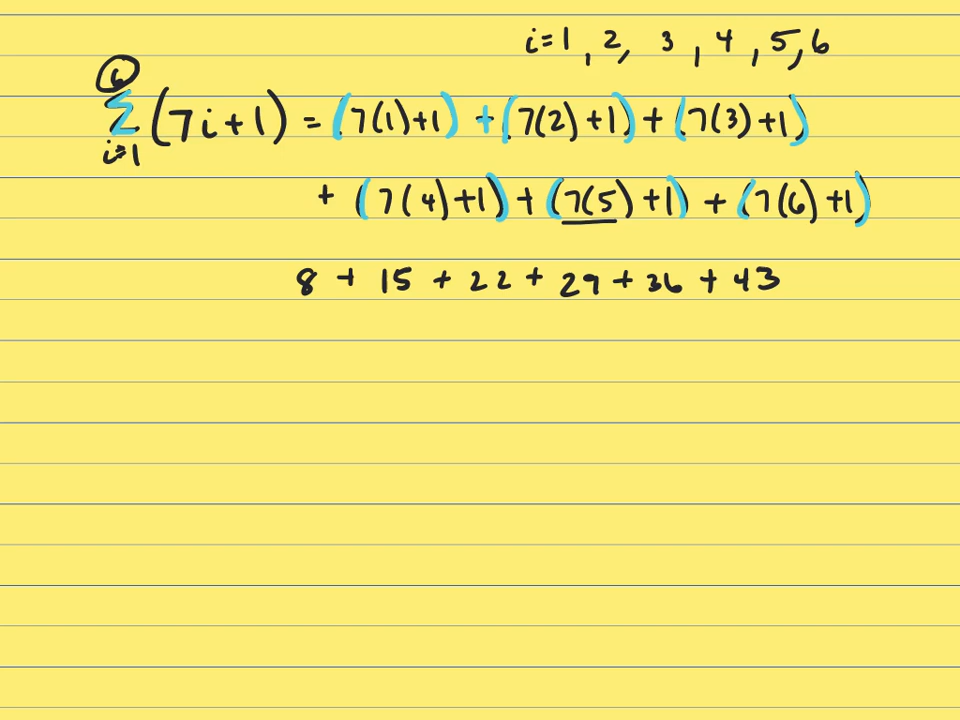 i=1, 2, 3, 4, 5, 6
6
Σ (7i+1) = (7(1)+1) + (7(2)+1) + (7(3)+1)
i=1
+ (7(4)+1) + (7(5)+1) + (7(6)+1)
8 + 15 + 22 + 29 + 36 + 43